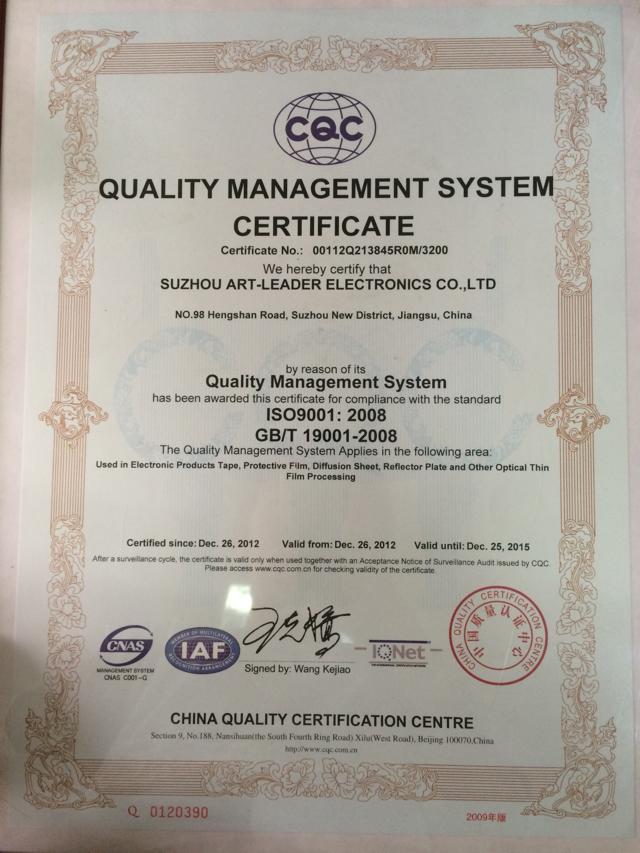 CQC
QUALITY MANAGEMENT SYSTEM
CERTIFICATE
Certificate No.: 00112Q213845R0M/3200
We hereby certify that
SUZHOU ART-LEADER ELECTRONICS CO.,LTD
NO.98 Hengshan Road, Suzhou New District, Jiangsu, China
by reason of its
Quality Management System
has been awarded this certificate for compliance with the standard
ISO9001: 2008
GB/T 19001-2008
The Quality Management System Applies in the following area:
Used in Electronic Products Tape, Protective Film, Diffusion Sheet, Reflector Plate and Other Optical Thin
Film Processing
Certified since: Dec. 26, 2012 Valid from: Dec. 26, 2012 Valid until: Dec. 25, 2015
After a surveillance cycle, the certificate is valid only when used together with an Acceptance Notice of Surveillance Audit issued by CQC.
Please access www.cqc.com.cn for checking validity of the certificate.
CNAS
MANAGEMENT SYSTEM
CNAS C001-Q
MEMBER OF MULTILATERAL
IAF
RECOGNITION ARRANGEMENT
Signed by: Wang Kejiao
IQNet
CHINA QUALITY CERTIFICATION CENTRE
中国质量认证中心
CHINA QUALITY CERTIFICATION CENTRE
Section 9, No.188, Nansihuan(the South Fourth Ring Road) Xilu(West Road), Beijing 100070,China
http://www.cqc.com.cn
Q 0120390
2009年版